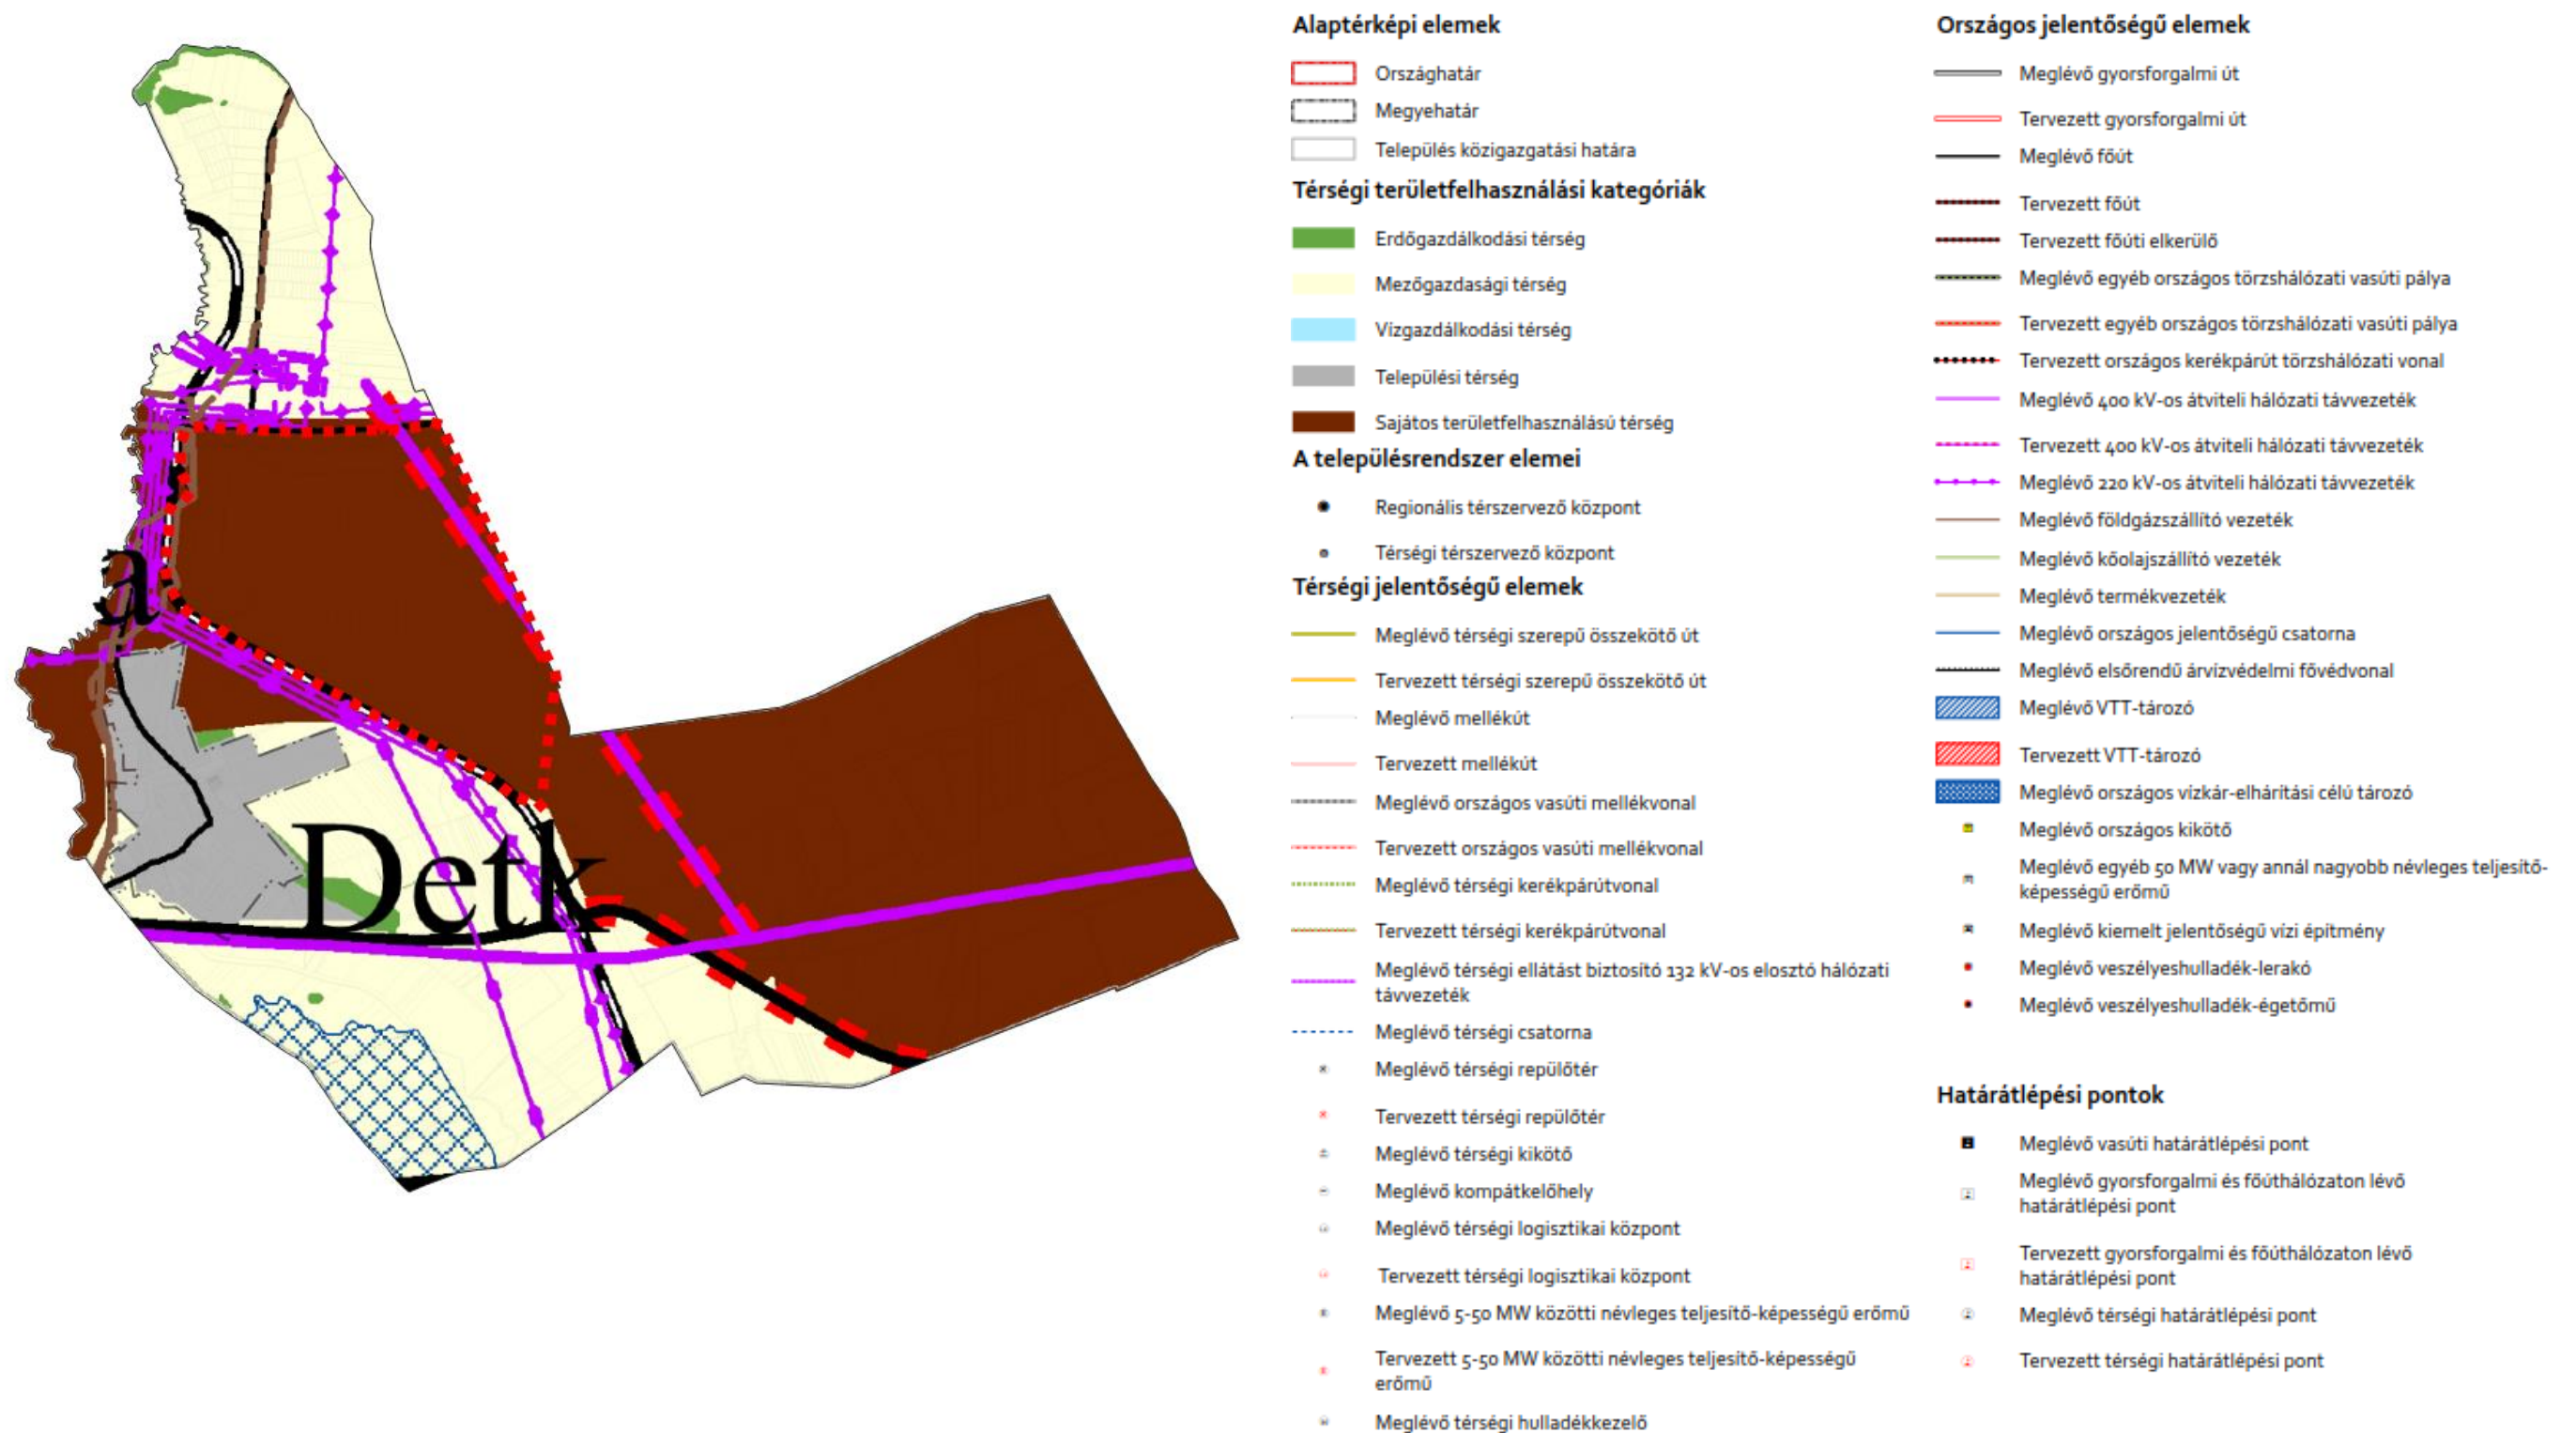 a
Detk
Alaptérképi elemek
Országhatár
Megyehatár
Település közigazgatási határa
Térségi területfelhasználási kategóriák
Erdőgazdálkodási térség
Mezőgazdasági térség
Vízgazdálkodási térség
Települési térség
Sajátos területfelhasználású térség
A településrendszer elemei
Regionális térszervező központ
Térségi térszervező központ
Térségi jelentőségű elemek
Meglévő térségi szerepű összekötő út
Tervezett térségi szerepű összekötő út
Meglévő mellékút
Tervezett mellékút
Meglévő országos vasúti mellékvonal
Tervezett országos vasúti mellékvonal
Meglévő térségi kerékpárútvonal
Tervezett térségi kerékpárútvonal
Meglévő térségi ellátást biztosító 132 kV-os elosztó hálózati
távvezeték
Meglévő térségi csatorna
Meglévő térségi repülőtér
Tervezett térségi repülőtér
Meglévő térségi kikötő
Meglévő kompátkelőhely
Meglévő térségi logisztikai központ
Tervezett térségi logisztikai központ
Meglévő 5-50 MW közötti névleges teljesítő-képességű erőmű
Tervezett 5-50 MW közötti névleges teljesítő-képességű
erőmű
Meglévő térségi hulladékkezelő
Országos jelentőségű elemek
Meglévő gyorsforgalmi út
Tervezett gyorsforgalmi út
Meglévő főút
Tervezett főút
Tervezett főúti elkerülő
Meglévő egyéb országos törzshálózati vasúti pálya
Tervezett egyéb országos törzshálózati vasúti pálya
Tervezett országos kerékpárút törzshálózati vonal
Meglévő 400 kV-os átviteli hálózati távvezeték
Tervezett 400 kV-os átviteli hálózati távvezeték
Meglévő 220 kV-os átviteli hálózati távvezeték
Meglévő földgázszállító vezeték
Meglévő kőolajszállító vezeték
Meglévő termékvezeték
Meglévő országos jelentőségű csatorna
Meglévő elsőrendű árvízvédelmi fővédvonal
Meglévő VTT-tározó
Tervezett VTT-tározó
Meglévő országos vízkár-elhárítási célú tározó
Meglévő országos kikötő
Meglévő egyéb 50 MW vagy annál nagyobb névleges teljesítő-
képességű erőmű
Meglévő kiemelt jelentőségű vízi építmény
Meglévő veszélyeshulladék-lerakó
Meglévő veszélyeshulladék-égetőmű
Határátlépési pontok
Meglévő vasúti határátlépési pont
Meglévő gyorsforgalmi és főúthálózaton lévő
határátlépési pont
Tervezett gyorsforgalmi és főúthálózaton lévő
határátlépési pont
Meglévő térségi határátlépési pont
Tervezett térségi határátlépési pont